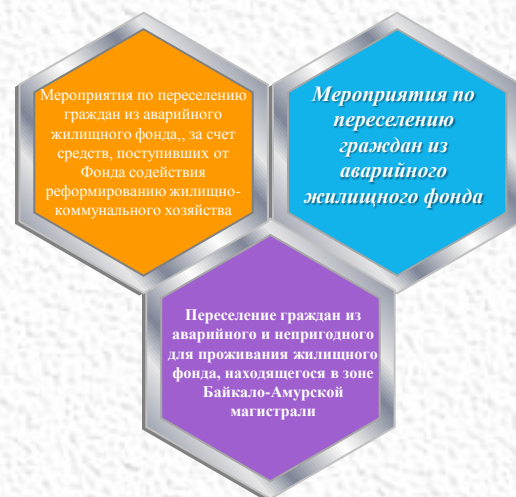 Мероприятия по переселению
граждан из аварийного
жилищного фонда,, за счет
средств, поступивших от
Фонда содействия
реформированию жилищно-
коммунального хозяйства
Мероприятия по
переселению
граждан из
аварийного
жилищного фонда
Переселение граждан из
аварийного и непригодного
для проживания жилищного
фонда, находящегося в зоне
Байкало-Амурской
магистрали